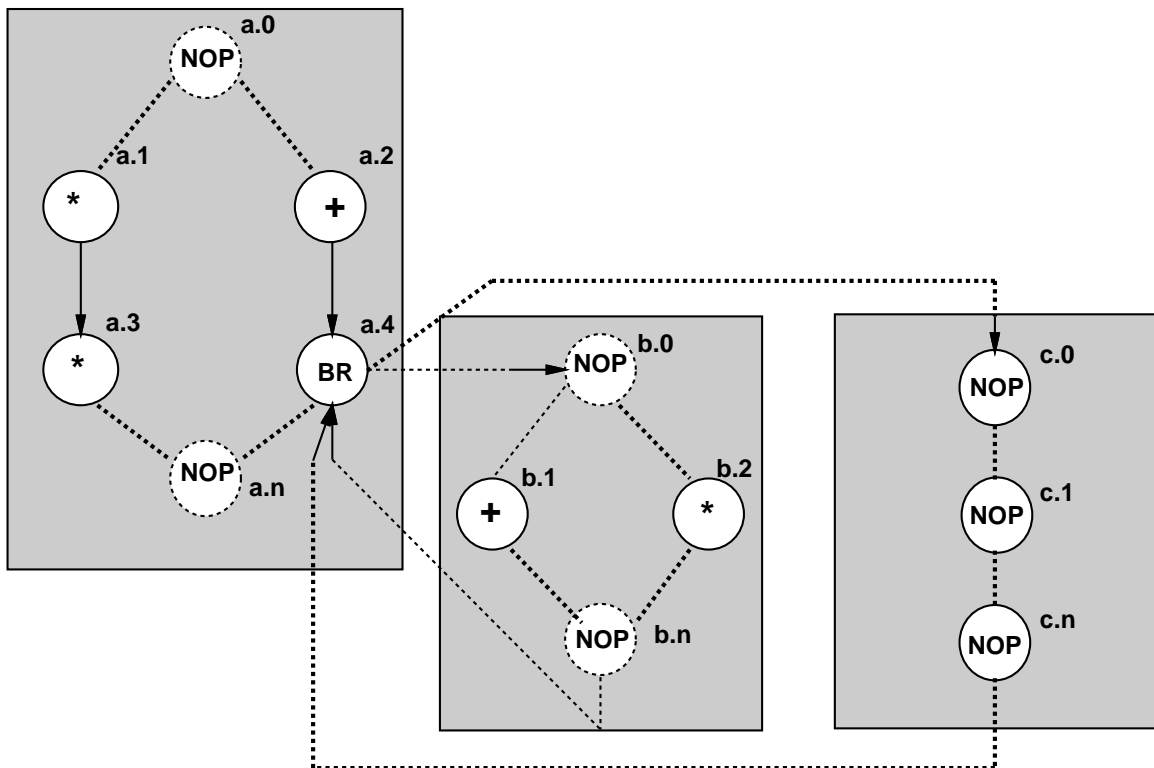 a.0
NOP
a.1
a.2
*
+
a.3
a.4
*
BR
NOP
a.n
b.0
NOP
b.1
b.2
+
*
NOP
b.n
c.0
NOP
c.1
NOP
c.n
NOP